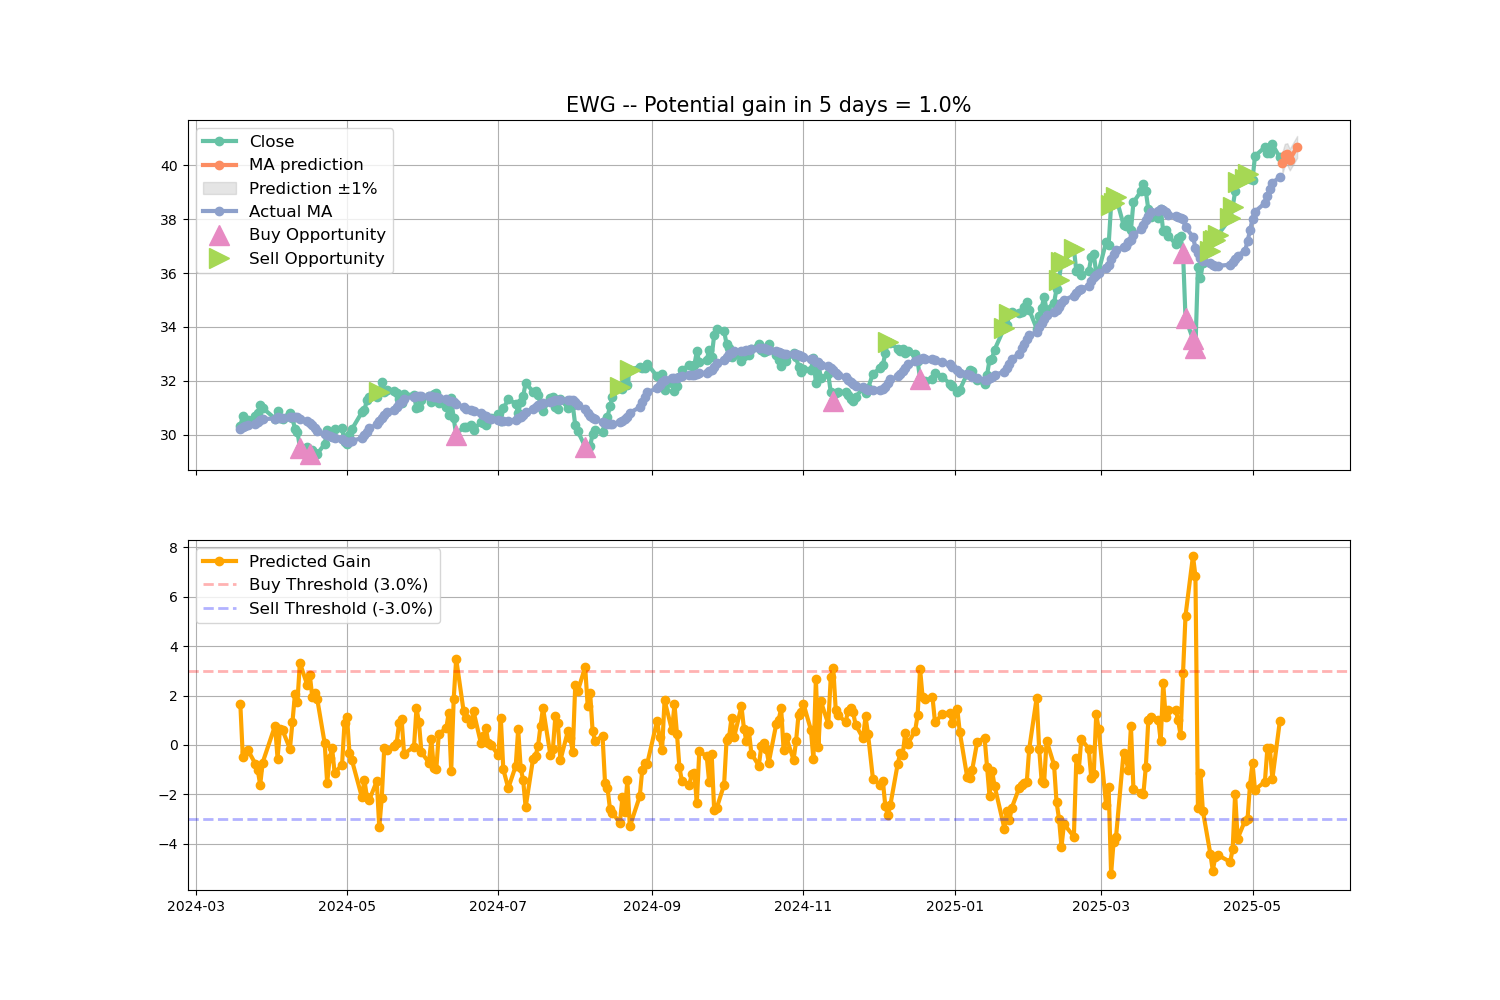 EWG -- Potential gain in 5 days = 1.0%
Close
MA prediction
Prediction ±1%
Actual MA
Buy Opportunity
Sell Opportunity
40
38
36
34
32
30
Predicted Gain
Buy Threshold (3.0%)
Sell Threshold (-3.0%)
8
6
4
2
0
−2
−4
2024-03 2024-05 2024-07 2024-09 2024-11 2025-01 2025-03 2025-05